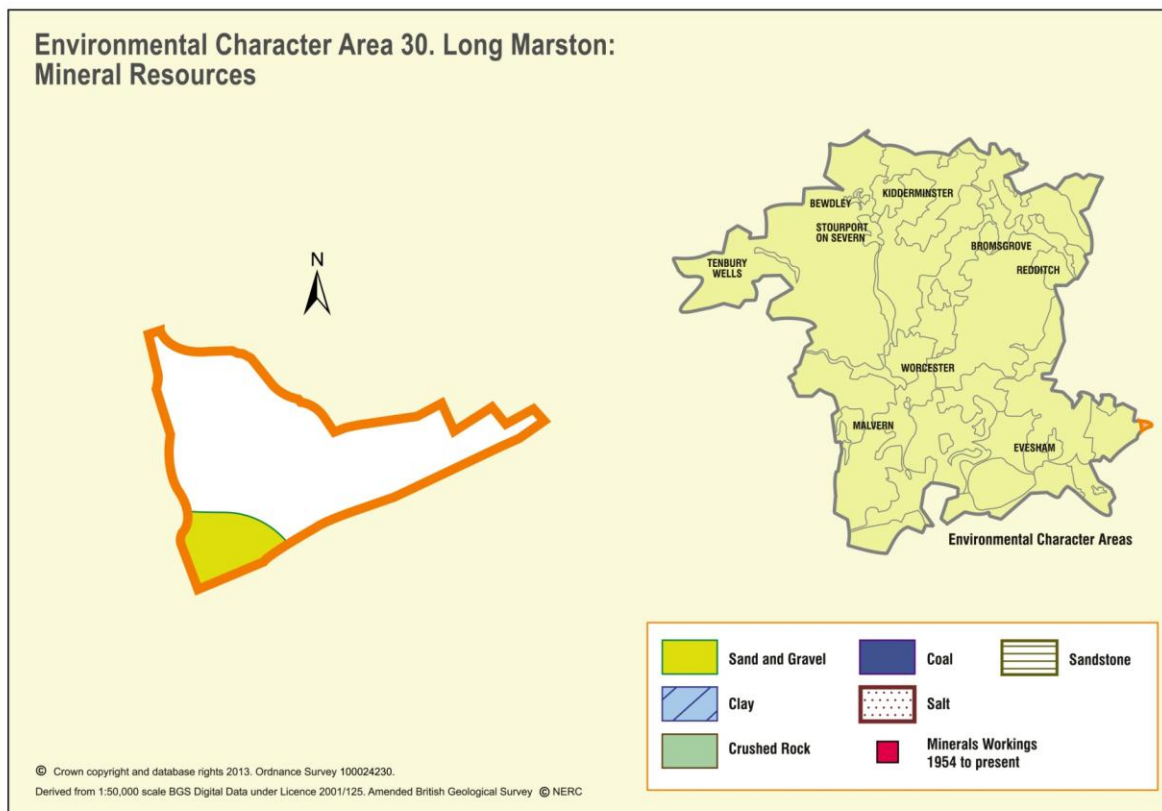 Environmental Character Area 30. Long Marston:
Mineral Resources
N
KIDDERMINSTER
BEWDLEY
STOURPORT
ON SEVERN
BROMSGROVE
TENBURY
WELLS
REDDITCH
WORCESTER
MALVERN
EVESHAM
Environmental Character Areas
Sand and Gravel
Coal
Sandstone
Clay
Salt
Crushed Rock
Minerals Workings
1954 to present
© Crown copyright and database rights 2013. Ordnance Survey 100024230.
Derived from 1:50,000 scale BGS Digital Data under Licence 2001/125. Amended British Geological Survey © NERC